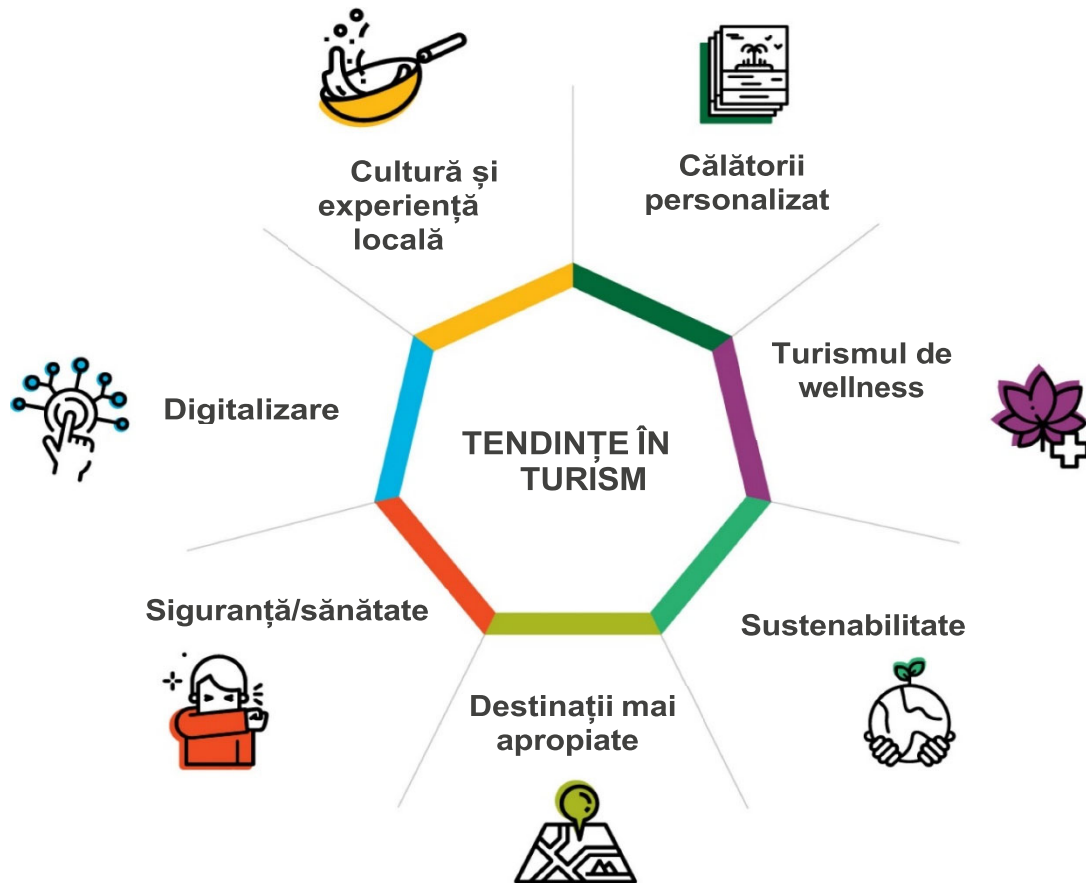 Cultură și
experiență
locală
Călătorii
personalizat
Turismul de
wellness
Digitalizare
TENDINȚE ÎN
TURISM
Siguranță/sănătate
Sustenabilitate
Destinații mai
apropiate